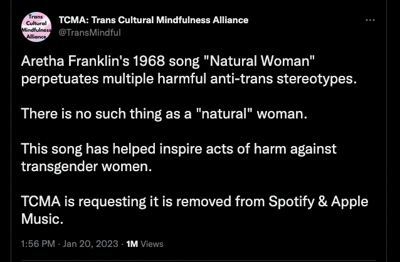 Trans
Cultural
Mindfulness
Alliance
TCMA: Trans Cultural Mindfulness Alliance
@TransMindful
Aretha Franklin's 1968 song "Natural Woman"
perpetuates multiple harmful anti-trans stereotypes.
There is no such thing as a "natural" woman.
This song has helped inspire acts of harm against
transgender women.
TCMA is requesting it is removed from Spotify & Apple
Music.
1:56 PM · Jan 20, 2023 · 1M Views